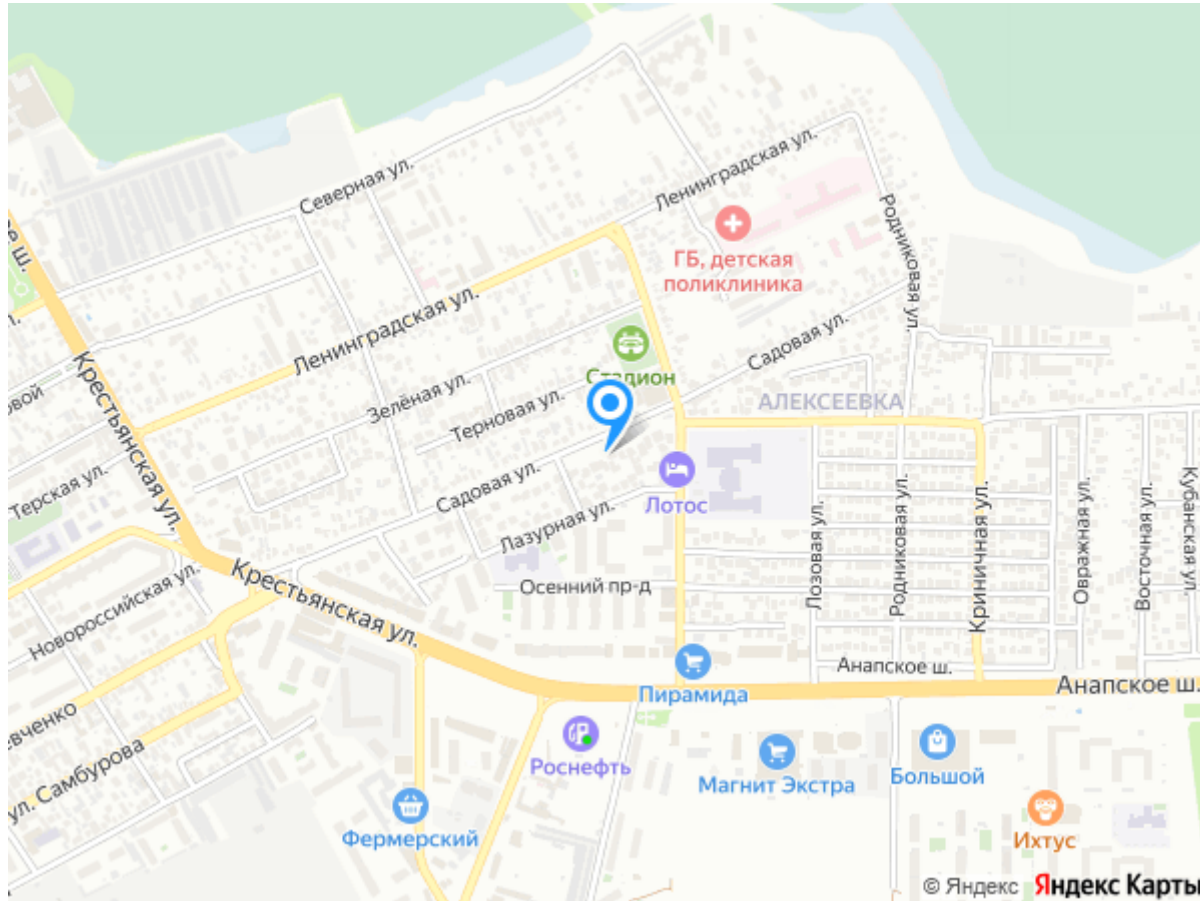 Северная ул.
Ленинградская ул.
Родниковая ул.
ГБ, детская
поликлиника
ш.
Ленинградская ул.
Садовая ул.
Крестьянская ул.
Стадион
Зелёная ул.
Терновая ул.
АЛЕКСЕЕВКА
Терская ул.
Садовая ул.
Лотос
Лазурная ул.
Лозовая ул.
Родниковая ул.
Криничная ул.
Овражная ул.
Восточная ул.
Кубанская ул.
Новороссийская ул.
Крестьянская ул.
Осенний пр-д
Анапское ш.
Анапское ш.
Пирамида
ул. Самбурова
Роснефть
Магнит Экстра
Большой
Фермерский
Ихтус
© Яндекс Яндекс Карты